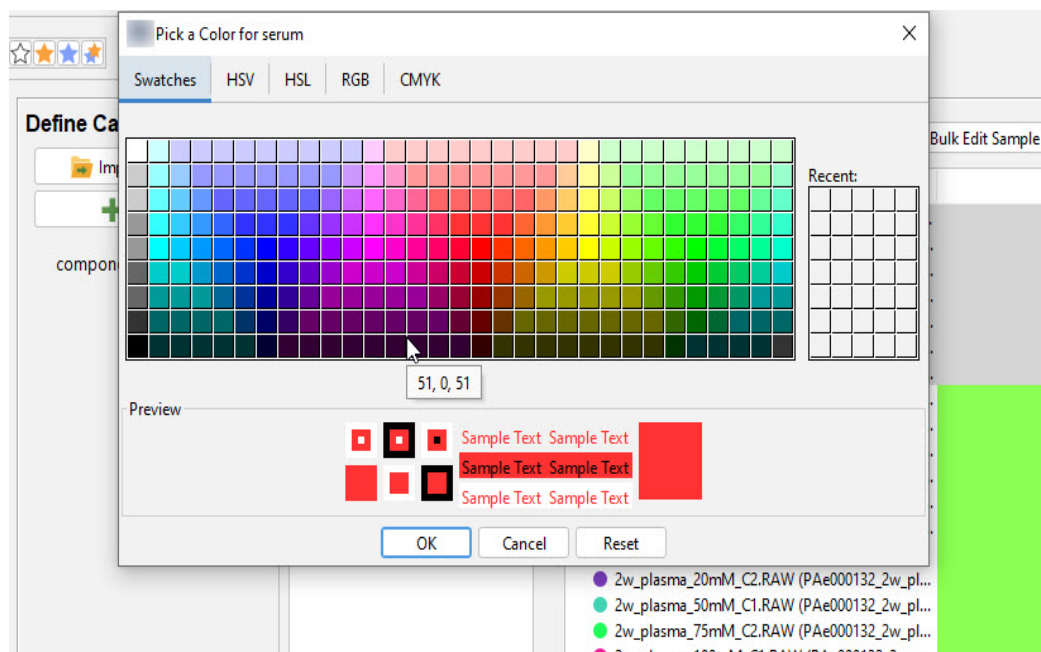 Pick a Color for serum
Swatches HSV HSL RGB CMYK
Define Ca
Bulk Edit Sample
Im
Recent:
compon
51, 0, 51
Preview
Sample Text Sample Text
Sample Text Sample Text
Sample Text Sample Text
OK Cancel Reset
2w_plasma_20mM_C2.RAW (PAe000132_2w_pl...
2w_plasma_50mM_C1.RAW (PAe000132_2w_pl...
2w_plasma_75mM_C2.RAW (PAe000132_2w_pl...